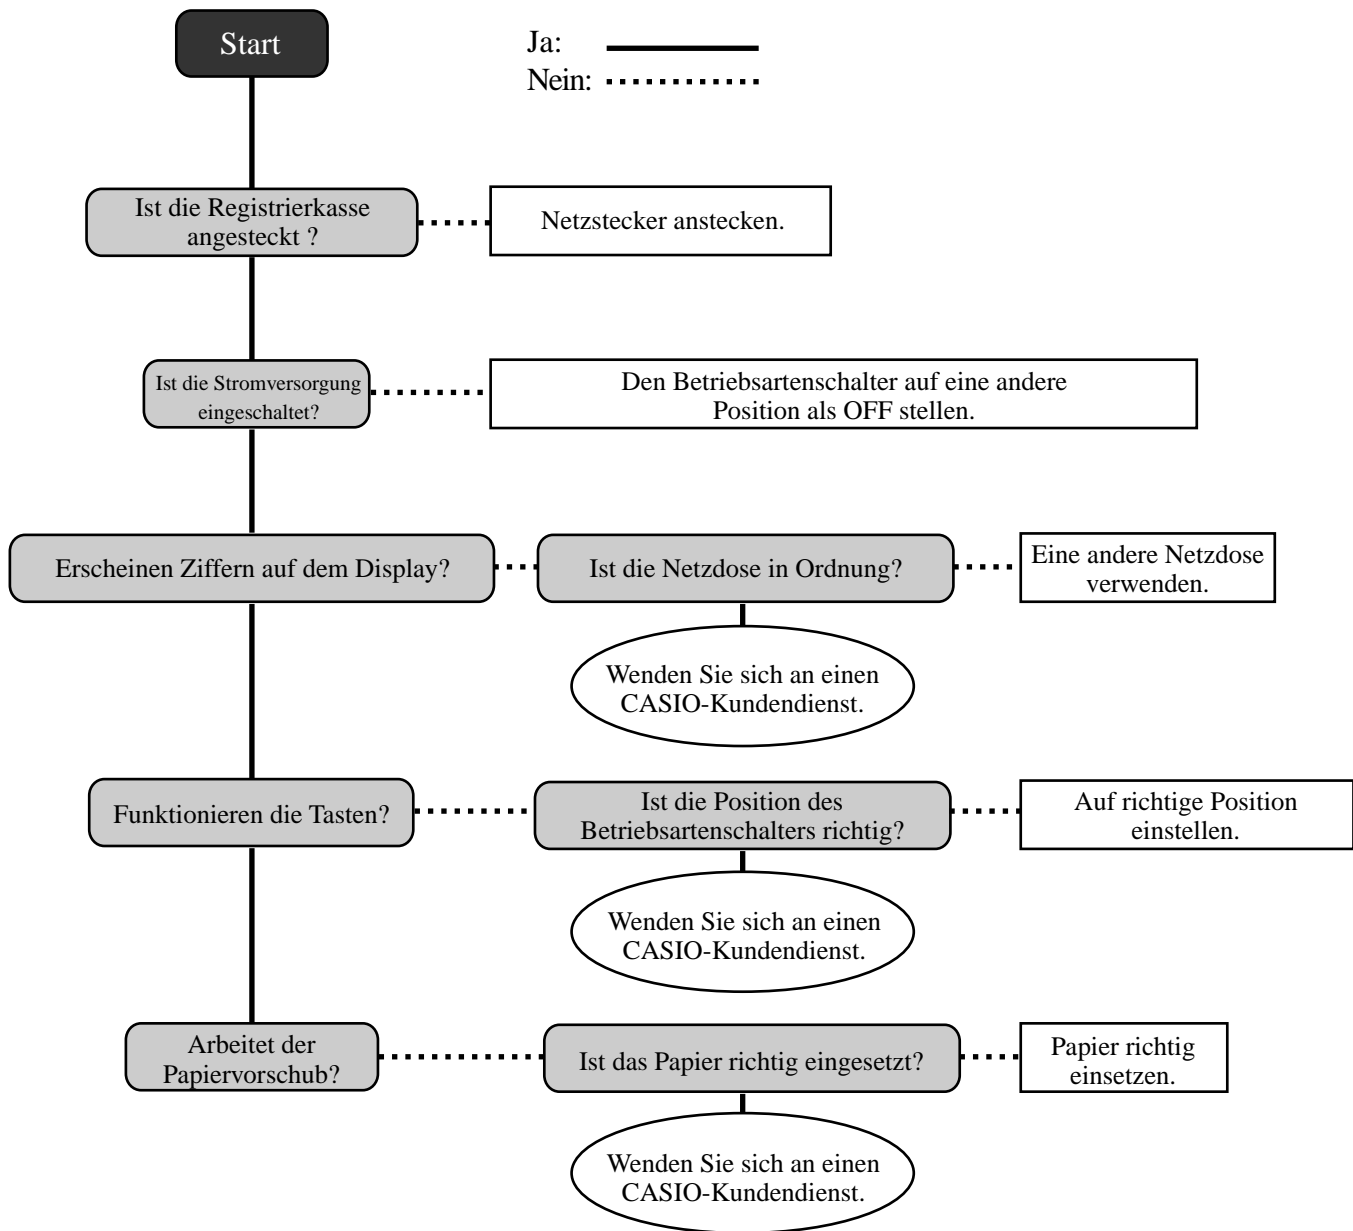 Start
Ja:
Nein:
Ist die Registrierkasse
angesteckt ?
Netzstecker anstecken.
Ist die Stromversorgung
eingeschaltet?
Den Betriebsartenschalter auf eine andere
Position als OFF stellen.
Erscheinen Ziffern auf dem Display?
Ist die Netzdose in Ordnung?
Eine andere Netzdose
verwenden.
Wenden Sie sich an einen
CASIO-Kundendienst.
Funktionieren die Tasten?
Ist die Position des
Betriebsartenschalters richtig?
Auf richtige Position
einstellen.
Wenden Sie sich an einen
CASIO-Kundendienst.
Arbeitet der
Papiervorschub?
Ist das Papier richtig eingesetzt?
Papier richtig
einsetzen.
Wenden Sie sich an einen
CASIO-Kundendienst.